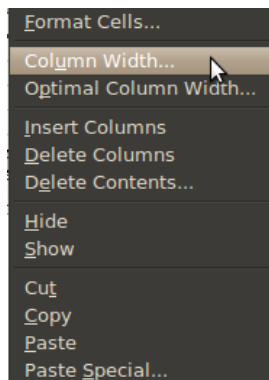 Format Cells...
Column Width...
Optimal Column Width...
Insert Columns
Delete Columns
Delete Contents...
Hide
Show
Cut
Copy
Paste
Paste Special...